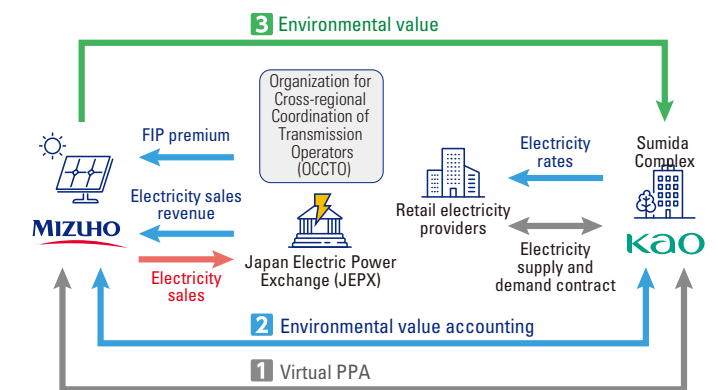 3 Environmental value
Organization for
Cross-regional
Coordination of
Transmission
Operators
(OCCTO)
FIP premium
Electricity sales
revenue
MIZUHO
Electricity
sales
Japan Electric Power
Exchange (JEPX)
Retail electricity
providers
Electricity
rates
Electricity
supply and
demand contract
Sumida
Complex
Kao
2 Environmental value accounting
1 Virtual PPA